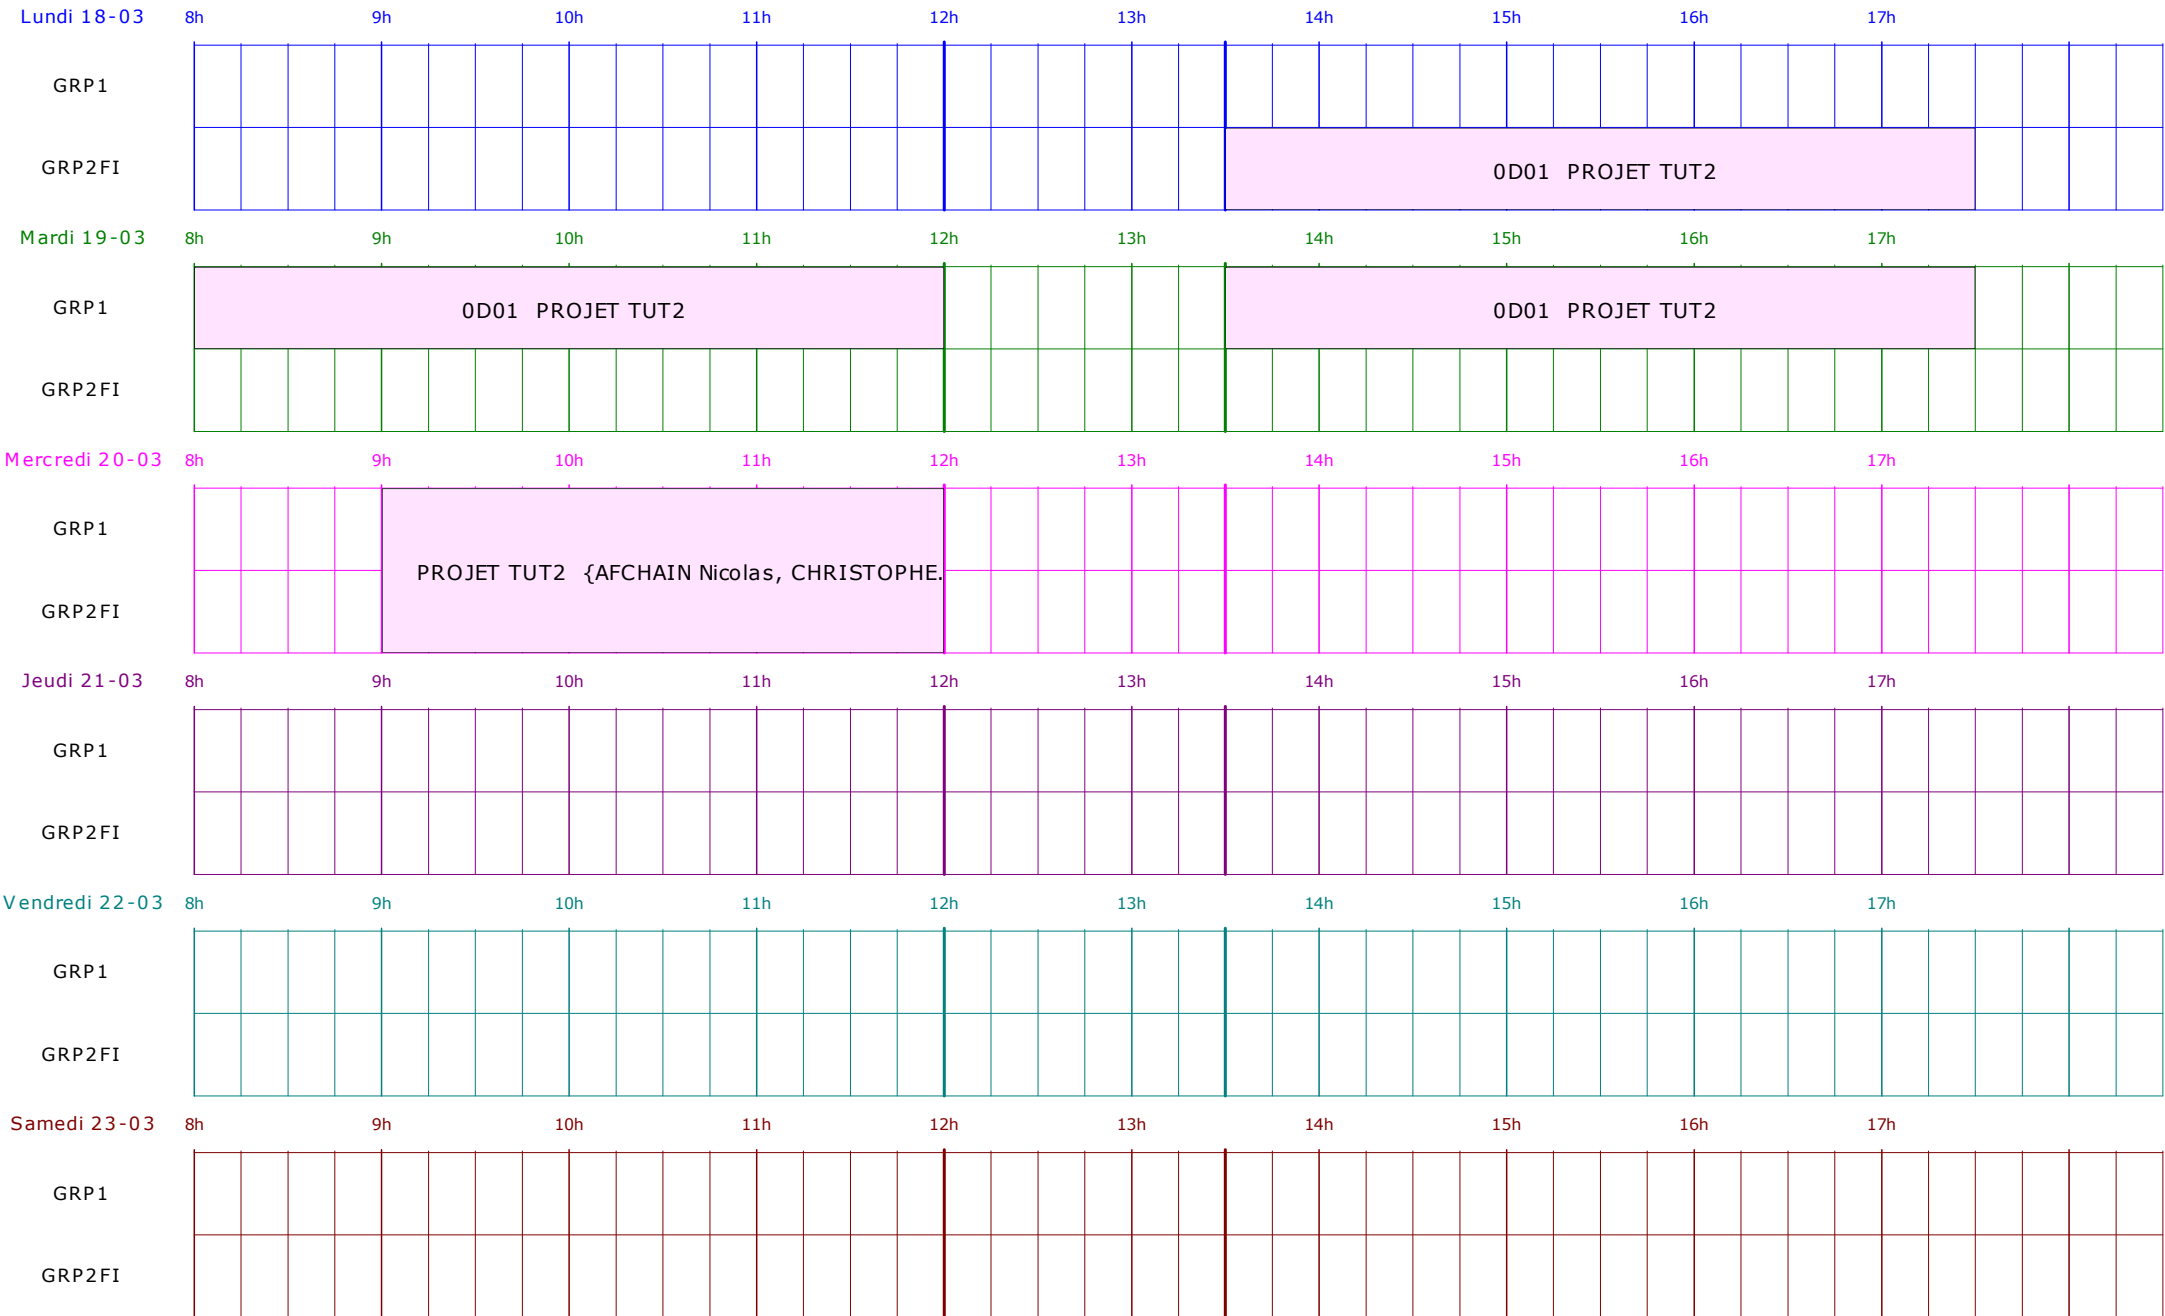 Lundi 18-03 8h 9h 10h 11h 12h 13h 14h 15h 16h 17h
GRP1
GRP2FI 0D01 PROJET TUT2
Mardi 19-03 8h 9h 10h 11h 12h 13h 14h 15h 16h 17h
GRP1 0D01 PROJET TUT2 0D01 PROJET TUT2
GRP2FI
Mercredi 20-03 8h 9h 10h 11h 12h 13h 14h 15h 16h 17h
GRP1
PROJET TUT2 {AFCHAIN Nicolas, CHRISTOPHE.
GRP2FI
Jeudi 21-03 8h 9h 10h 11h 12h 13h 14h 15h 16h 17h
GRP1
GRP2FI
Vendredi 22-03 8h 9h 10h 11h 12h 13h 14h 15h 16h 17h
GRP1
GRP2FI
Samedi 23-03 8h 9h 10h 11h 12h 13h 14h 15h 16h 17h
GRP1
GRP2FI